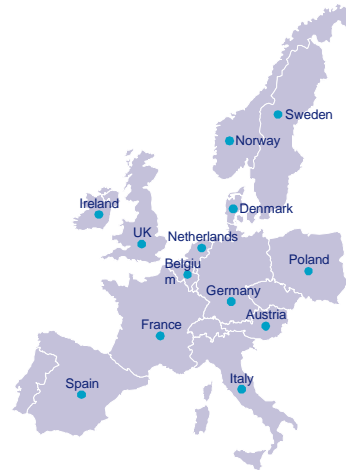 Sweden
Norway
Ireland
Denmark
UK
Netherlands
Belgiu
m
Poland
Germany
Austria
France
Italy
Spain